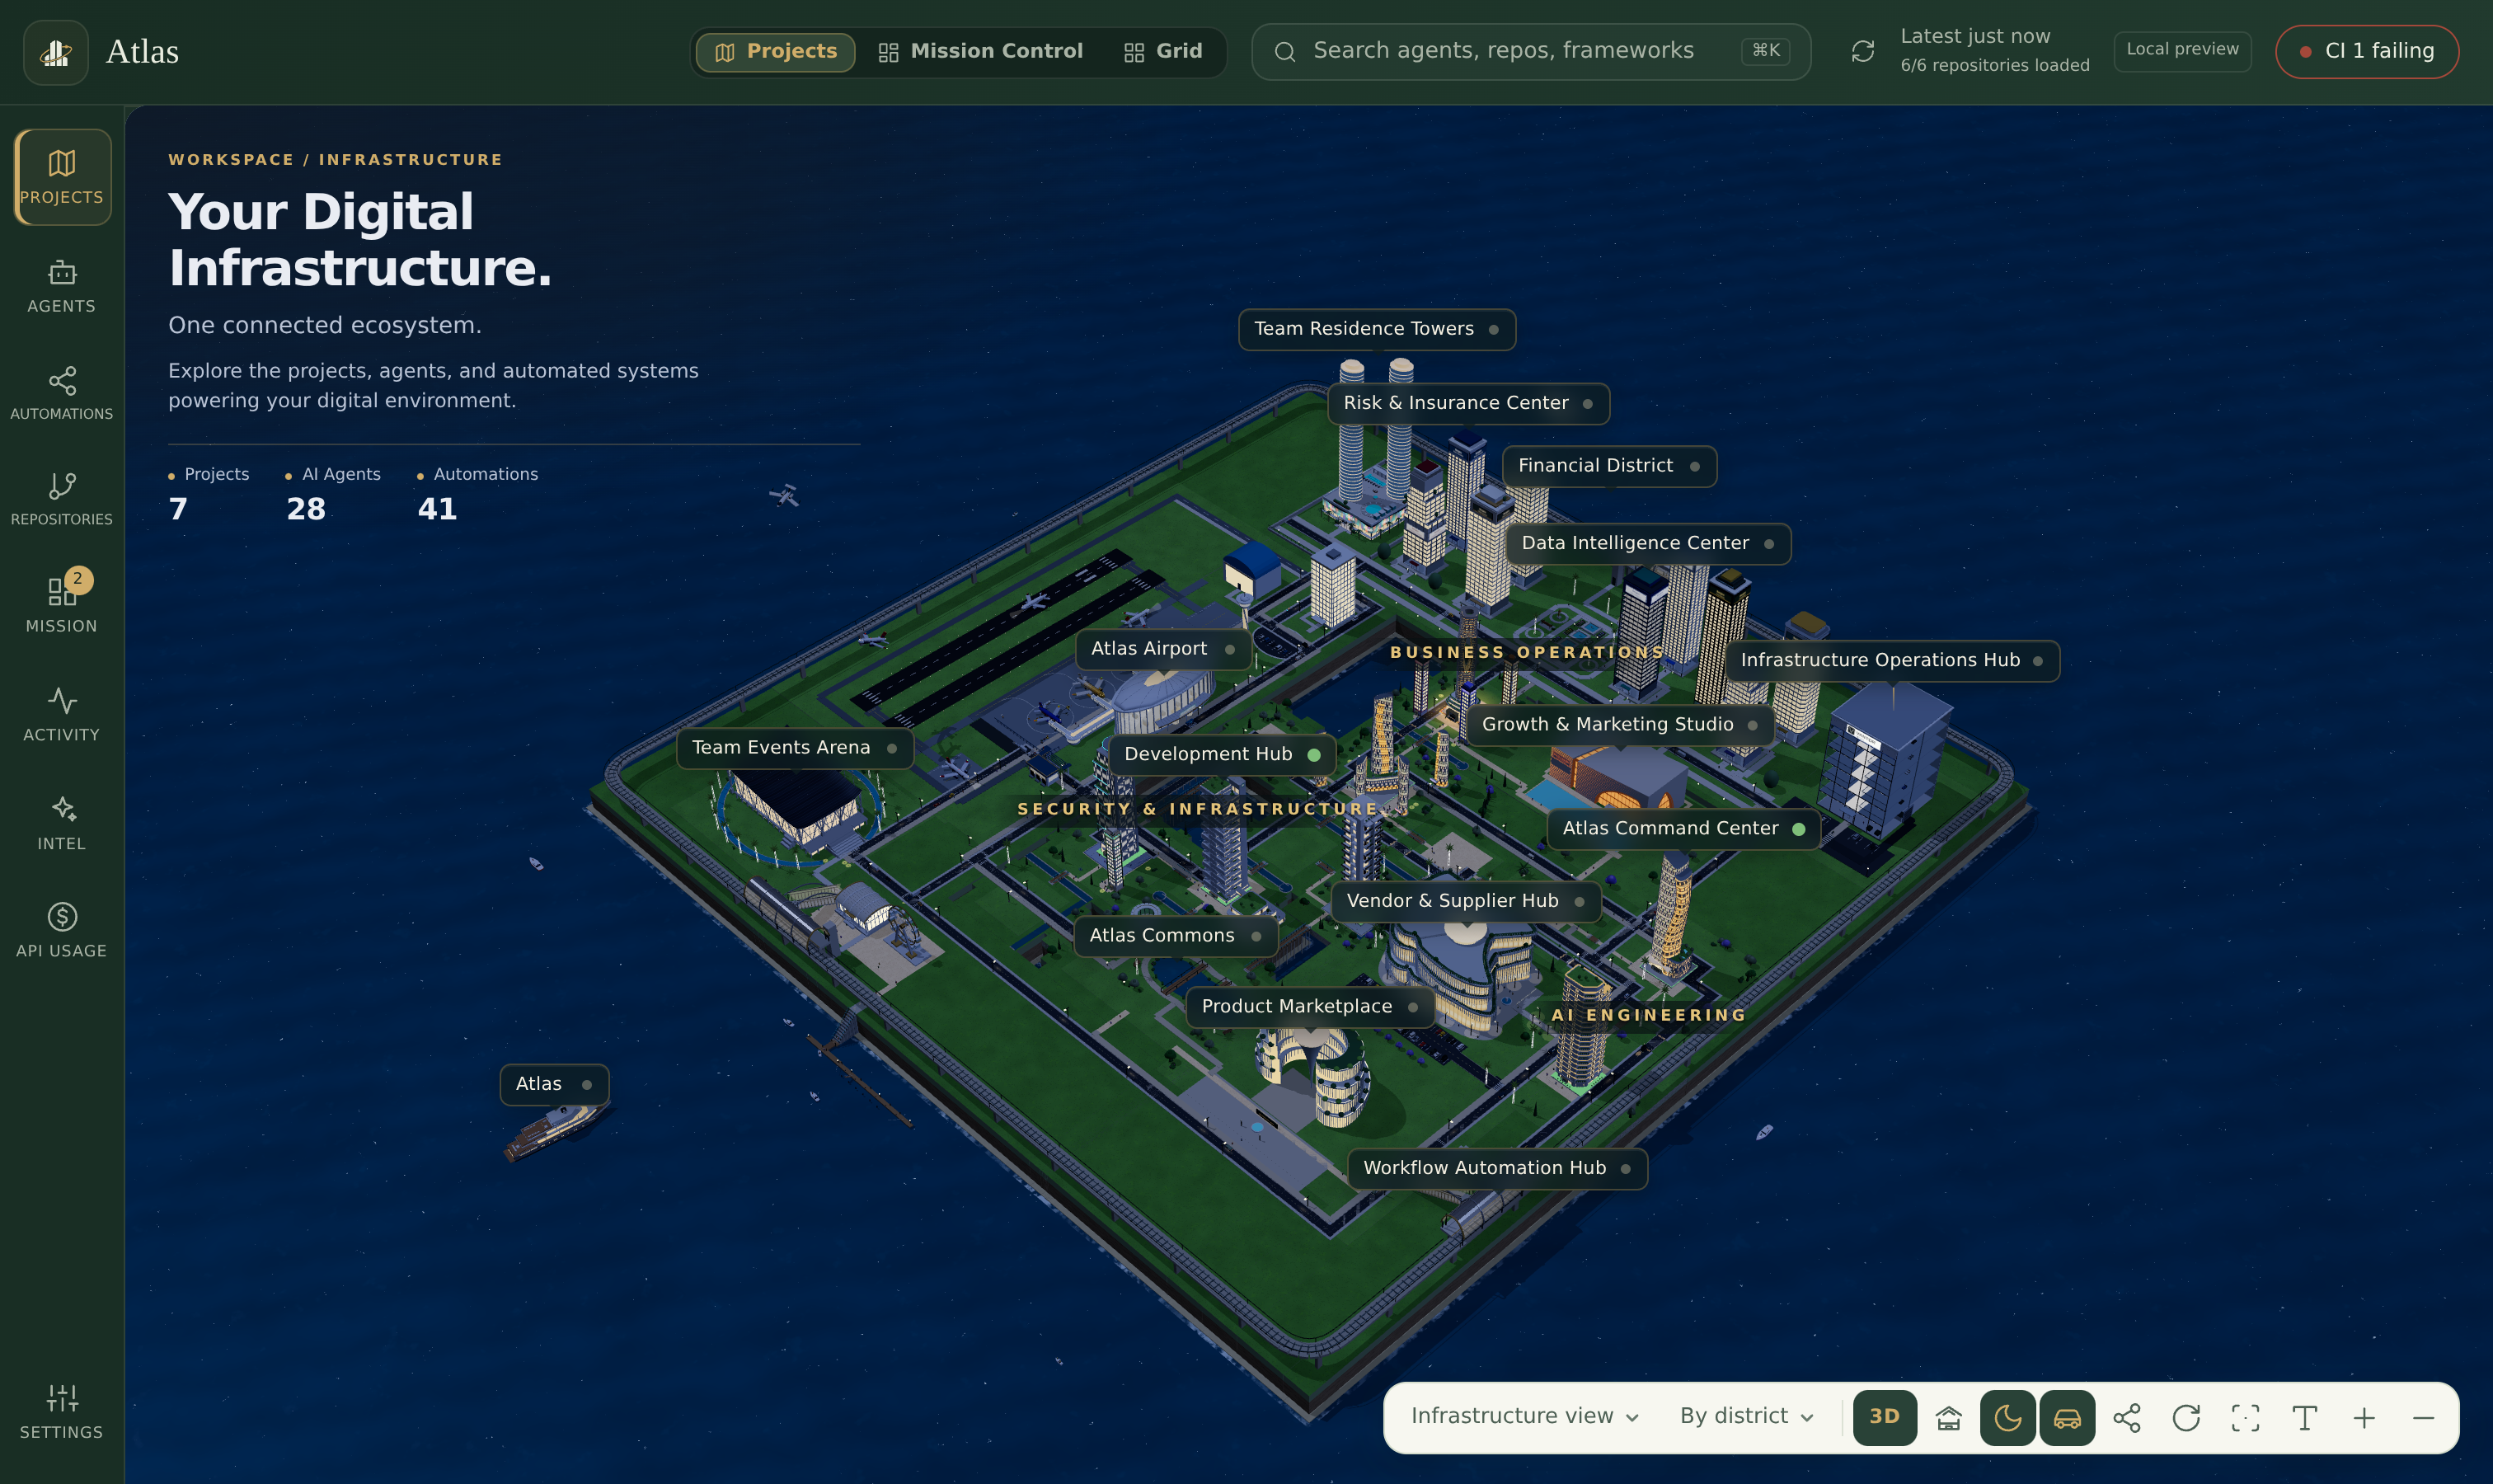 Atlas
Projects
Mission Control
Grid
Search agents, repos, frameworks
⌘K
Latest just now
6/6 repositories loaded
Local preview
CI 1 failing
PROJECTS
AGENTS
AUTOMATIONS
REPOSITORIES
2
MISSION
ACTIVITY
INTEL
API USAGE
SETTINGS
WORKSPACE / INFRASTRUCTURE
Your Digital
Infrastructure.
One connected ecosystem.
Explore the projects, agents, and automated systems
powering your digital environment.
Projects
7
AI Agents
28
Automations
41
Team Residence Towers
Risk & Insurance Center
Financial District
Data Intelligence Center
Atlas Airport
BUSINESS OPERATIONS
Infrastructure Operations Hub
Growth & Marketing Studio
Team Events Arena
Development Hub
SECURITY & INFRASTRUCTURE
Atlas Command Center
Vendor & Supplier Hub
Atlas Commons
Product Marketplace
AI ENGINEERING
Atlas
Workflow Automation Hub
Infrastructure view
By district
3D